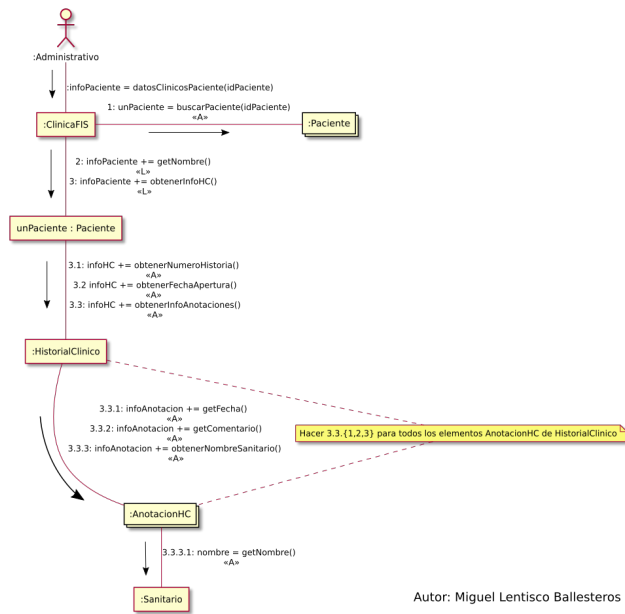 :Administrativo
:infoPaciente = datosClinicosPaciente(idPaciente)
1: unPaciente = buscarPaciente(idPaciente)
«A»
:ClinicaFIS
:Paciente
2: infoPaciente += getNombre()
«L»
3: infoPaciente += obtenerInfoHC()
«L»
unPaciente : Paciente
3.1: infoHC += obtenerNumeroHistoria()
«A»
3.2 infoHC += obtenerFechaApertura()
«A»
3.3: infoHC += obtenerInfoAnotaciones()
«A»
:HistorialClinico
3.3.1: infoAnotacion += getFecha()
«A»
3.3.2: infoAnotacion += getComentario()
«A»
3.3.3: infoAnotacion += obtenerNombreSanitario()
«A»
Hacer 3.3.{1,2,3} para todos los elementos AnotacionHC de HistorialClinico
:AnotacionHC
3.3.3.1: nombre = getNombre()
«A»
:Sanitario
Autor: Miguel Lentisco Ballesteros